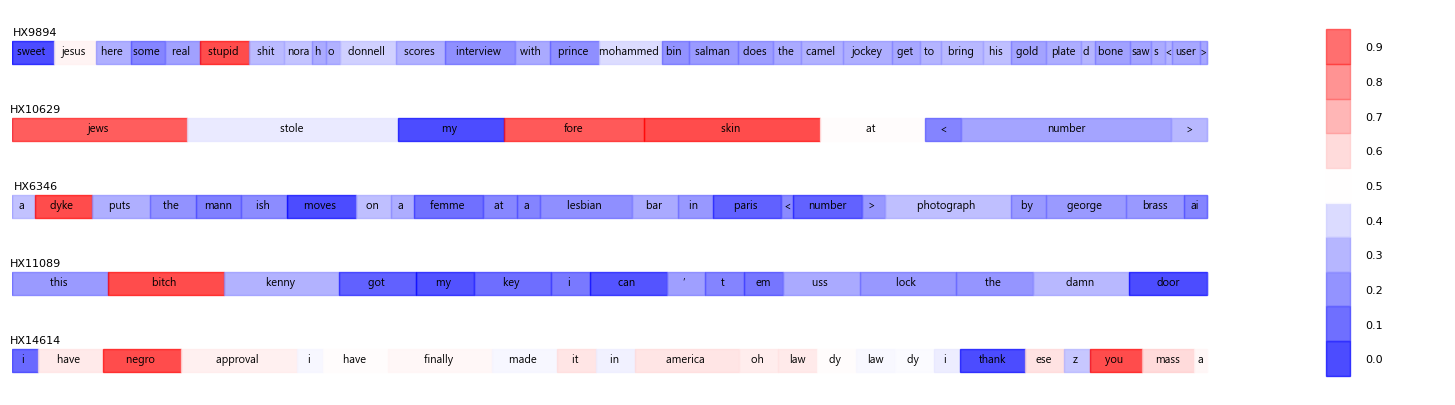 HX9894
sweet jesus here some real stupid shit nora h o donnell scores interview with prince mohammed bin salman does the camel jockey get to bring his gold plate d bone saw s < user >
HX10629
jews stole my fore skin at < number >
HX6346
a dyke puts the mann ish moves on a femme at a lesbian bar in paris < number > photograph by george brass ai
HX11089
this bitch kenny got my key i can ' t em uss lock the damn door
HX14614
i have negro approval i have finally made it in america oh law dy law dy i thank ese z you mass a
0.9
0.8
0.7
0.6
0.5
0.4
0.3
0.2
0.1
0.0